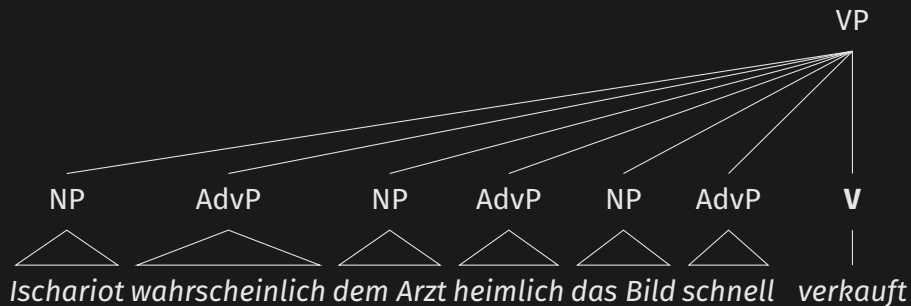 VP
NP AdvP NP AdvP NP AdvP V
Ischariot wahrscheinlich dem Arzt heimlich das Bild schnell verkauft